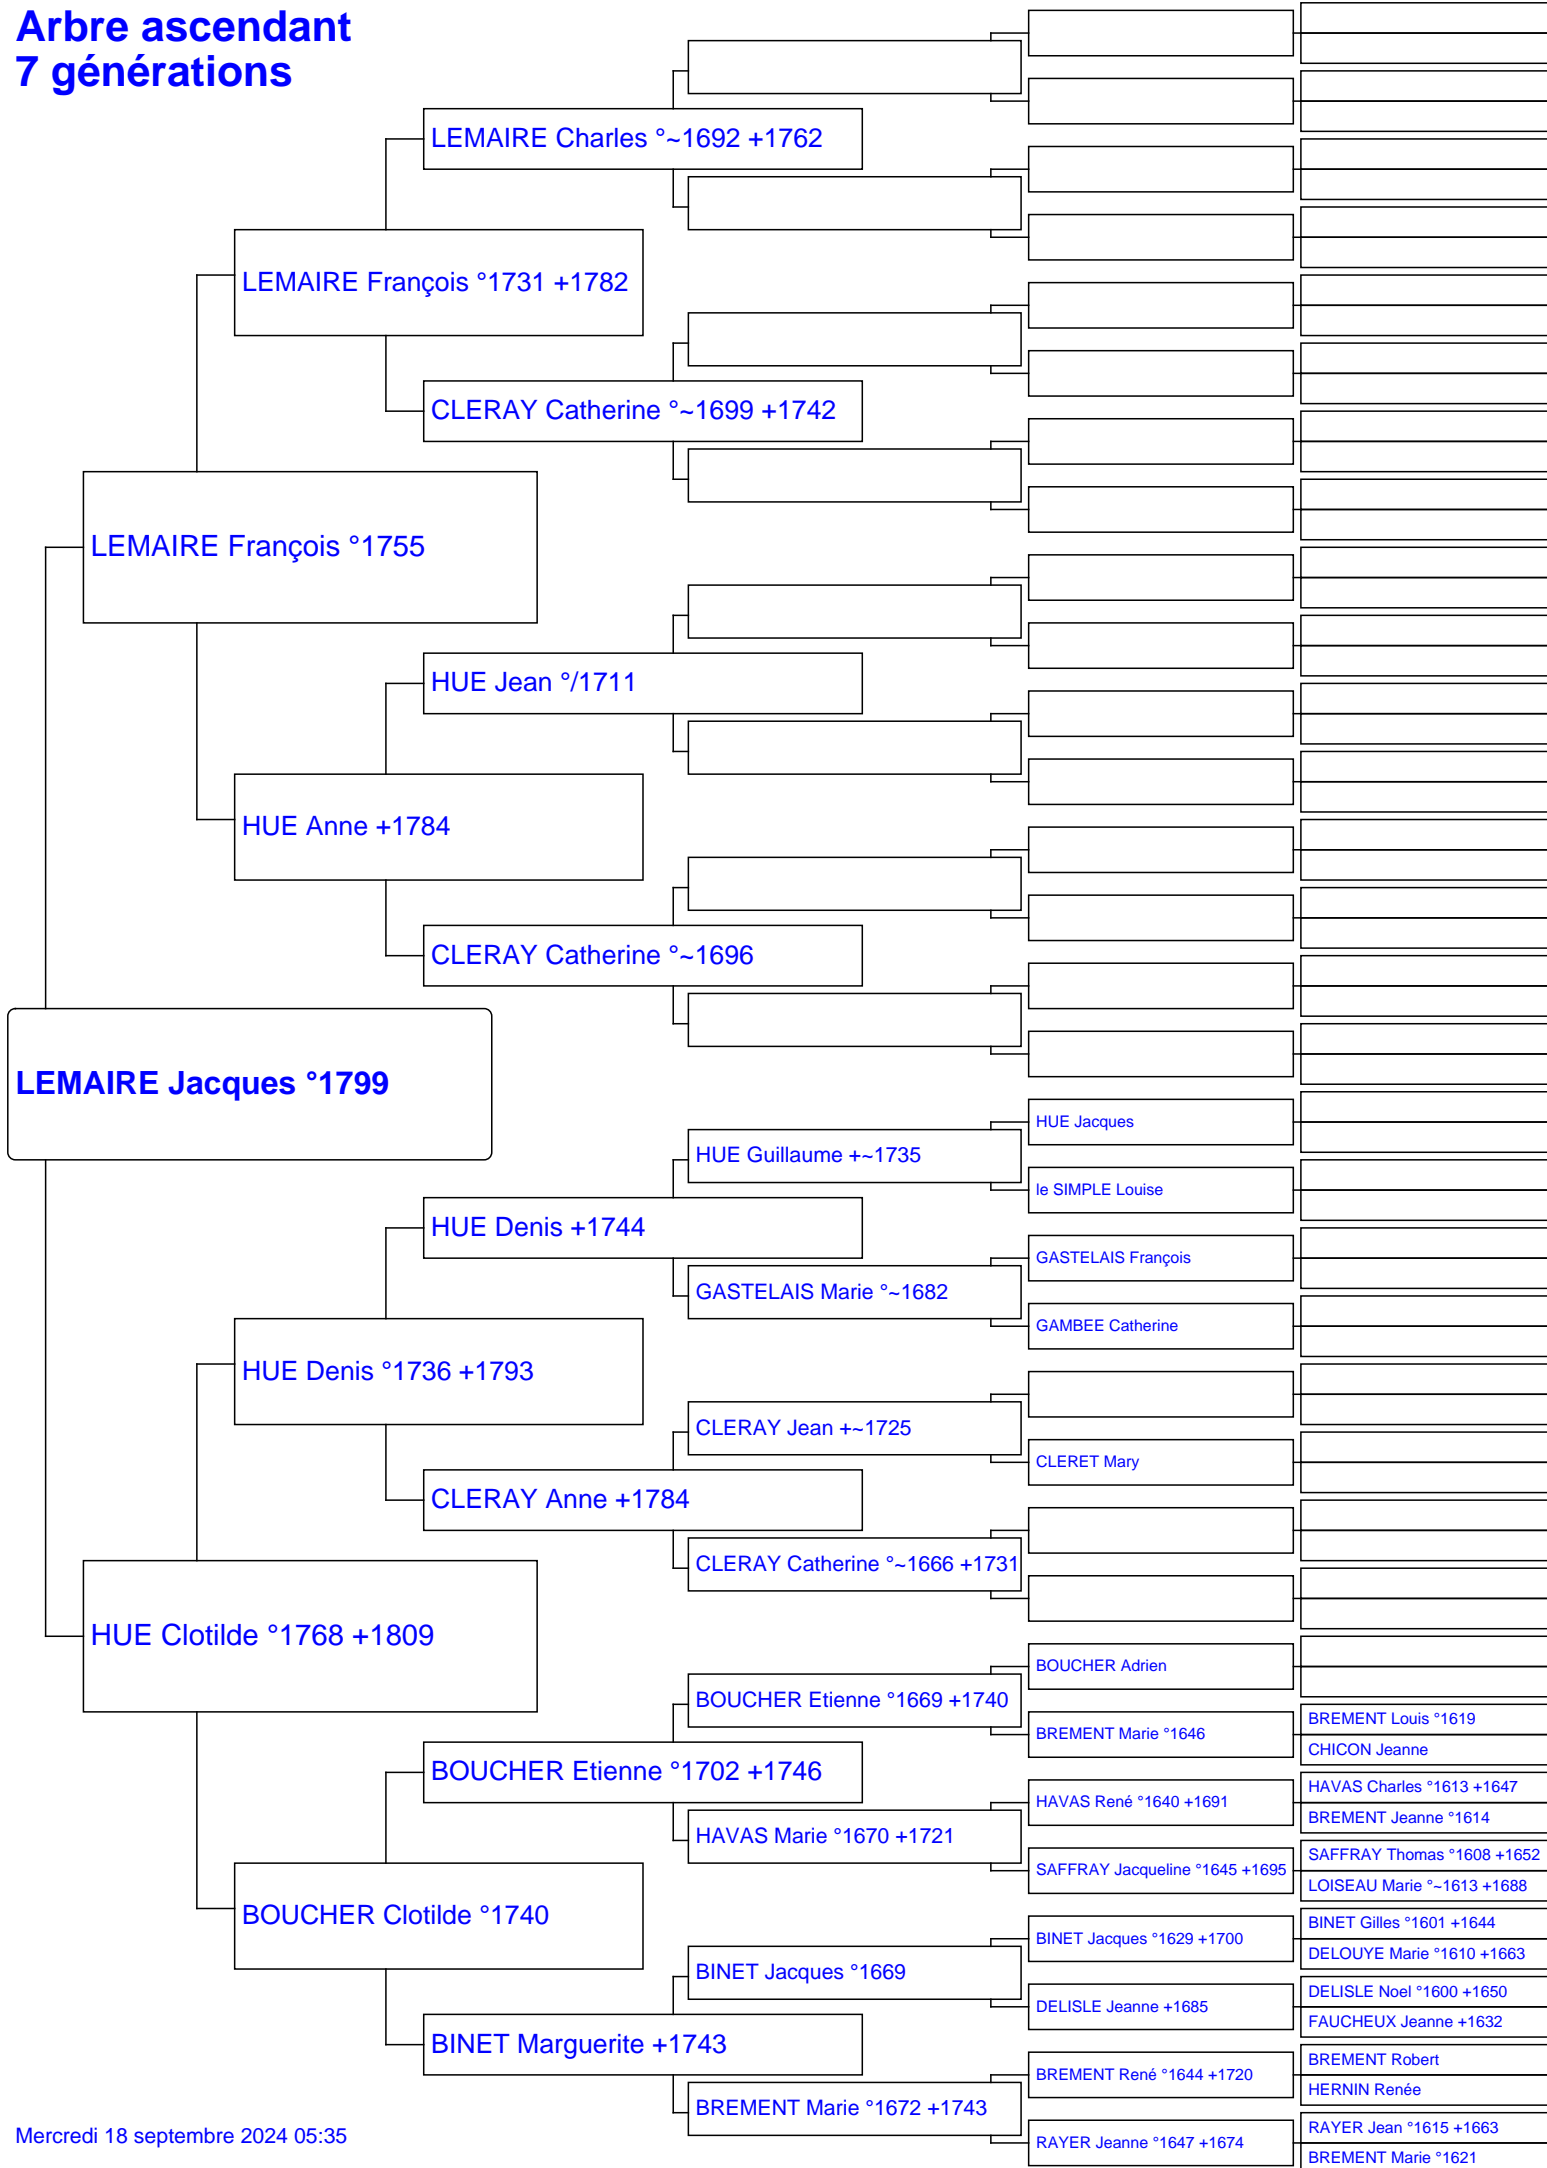 Arbre ascendant
7 générations
LEMAIRE Charles °~1692 +1762
LEMAIRE François °1731 +1782
CLERAY Catherine °~1699 +1742
LEMAIRE François °1755
HUE Jean °/1711
HUE Anne +1784
CLERAY Catherine °~1696
LEMAIRE Jacques °1799
HUE Jacques
HUE Guillaume +~1735
le SIMPLE Louise
HUE Denis +1744
GASTELAIS François
GASTELAIS Marie °~1682
GAMBEE Catherine
HUE Denis °1736 +1793
CLERAY Jean +~1725
CLERET Mary
CLERAY Anne +1784
CLERAY Catherine °~1666 +1731
HUE Clotilde °1768 +1809
BOUCHER Adrien
BOUCHER Etienne °1669 +1740
BREMENT Louis °1619
BREMENT Marie °1646
CHICON Jeanne
BOUCHER Etienne °1702 +1746
HAVAS Charles °1613 +1647
HAVAS René °1640 +1691
BREMENT Jeanne °1614
HAVAS Marie °1670 +1721
SAFFRAY Thomas °1608 +1652
SAFFRAY Jacqueline °1645 +1695
LOISEAU Marie °~1613 +1688
BOUCHER Clotilde °1740
BINET Gilles °1601 +1644
BINET Jacques °1629 +1700
DELOUYE Marie °1610 +1663
BINET Jacques °1669
DELISLE Noel °1600 +1650
DELISLE Jeanne +1685
FAUCHEUX Jeanne +1632
BINET Marguerite +1743
BREMENT Robert
BREMENT René °1644 +1720
HERNIN Renée
BREMENT Marie °1672 +1743
RAYER Jean °1615 +1663
RAYER Jeanne °1647 +1674
BREMENT Marie °1621
Mercredi 18 septembre 2024 05:35